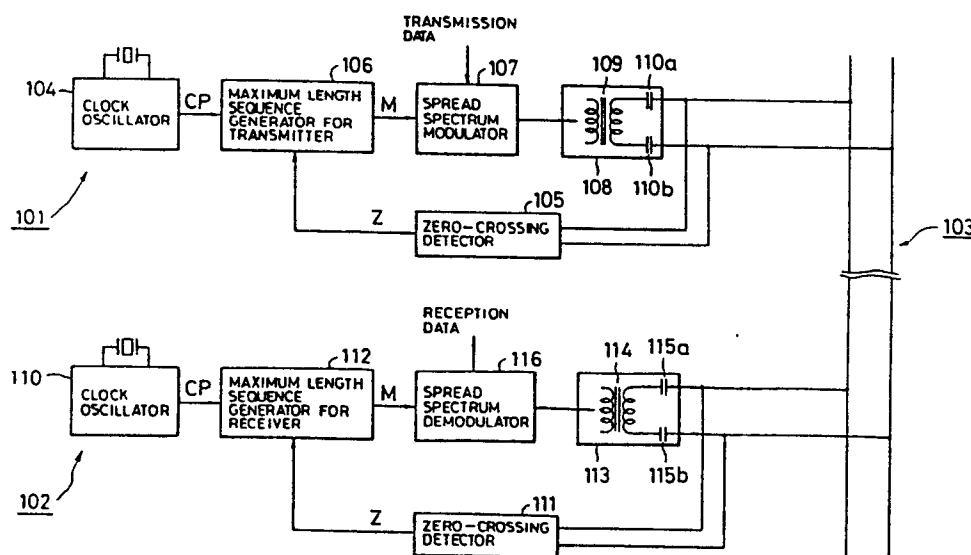 TRANSMISSION
DATA
104
106
107
109
110a
CLOCK
OSCILLATOR
CP
MAXIMUM LENGTH
SEQUENCE
GENERATOR FOR
TRANSMITTER
M
SPREAD
SPECTRUM
MODULATOR
108
110b
101
Z
105
ZERO-CROSSING
DETECTOR
103
RECEPTION
DATA
110
112
116
114
115a
CLOCK
OSCILLATOR
CP
MAXIMUM LENGTH
SEQUENCE
GENERATOR FOR
RECEIVER
M
SPREAD
SPECTRUM
DEMODULATOR
113
115b
102
Z
111
ZERO-CROSSING
DETECTOR